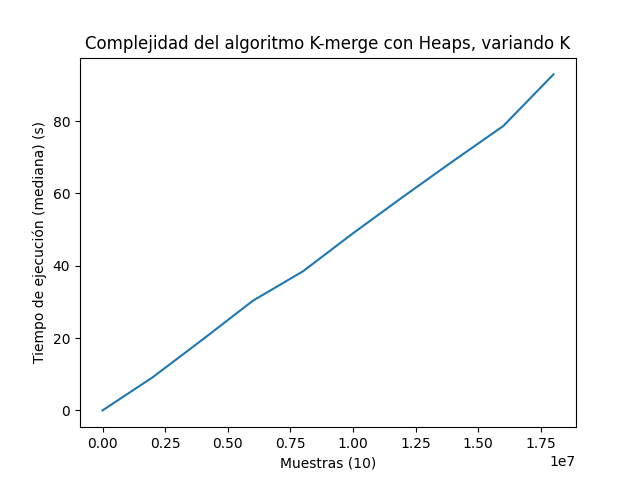 Complejidad del algoritmo K-merge con Heaps, variando K
Tiempo de ejecución (mediana) (s)
80
60
40
20
0
0.00 0.25 0.50 0.75 1.00 1.25 1.50 1.75
1e7
Muestras (10)